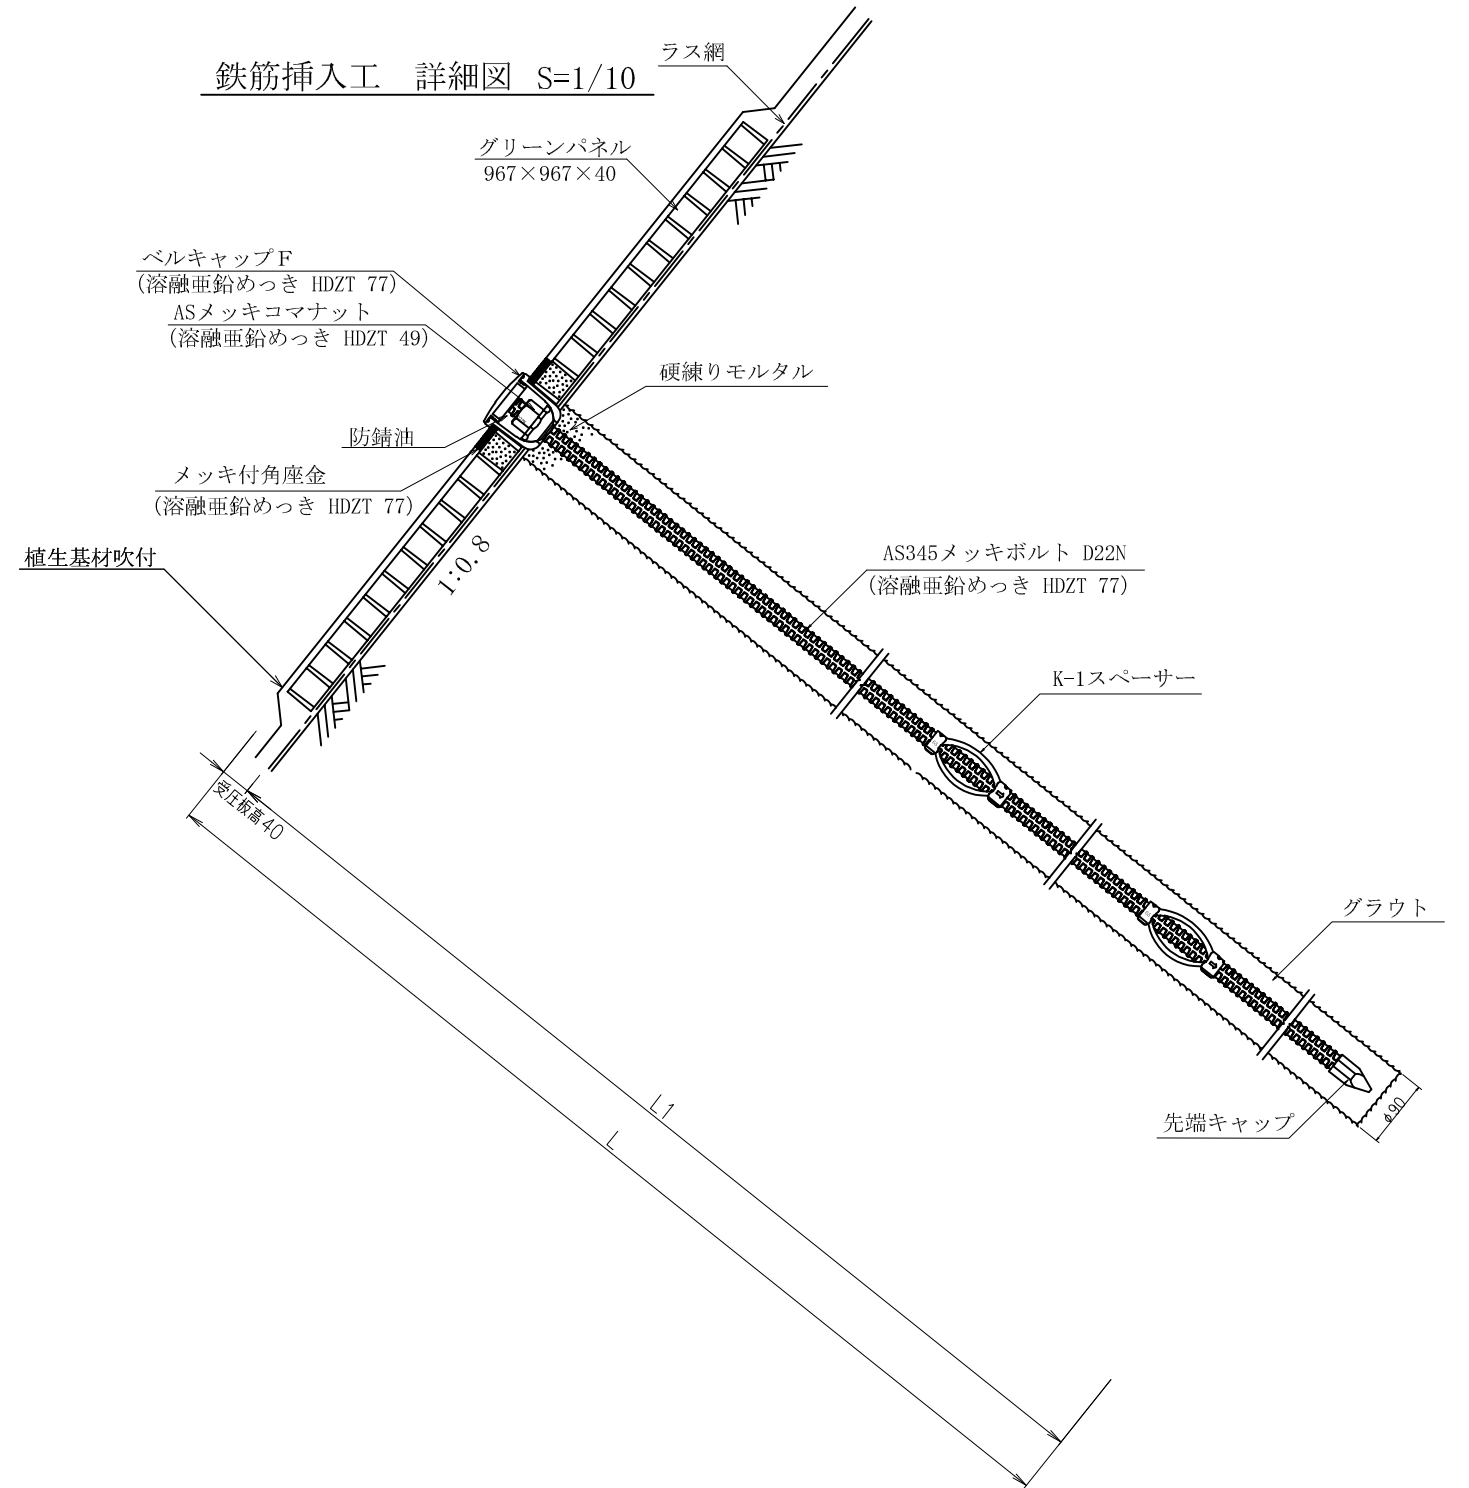 鉄筋挿入工 詳細図 S=1/10
ラス網
グリーンパネル
967×967×40
ベルキャップF
(溶融亜鉛めっき HDZT 77)
ASメッキコマナット
(溶融亜鉛めっき HDZT 49)
硬練りモルタル
防錆油
メッキ付角座金
(溶融亜鉛めっき HDZT 77)
植生基材吹付
1:0.8
AS345メッキボルト D22N
(溶融亜鉛めっき HDZT 77)
K-1スペーサー
受圧板高40
グラウト
先端キャップ
φ90
L1
L